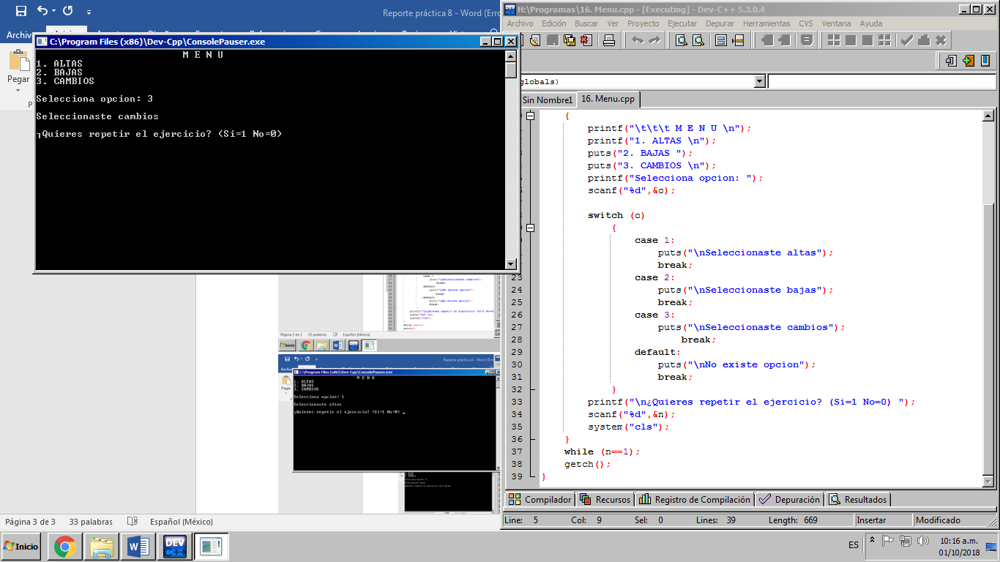 Reporte práctica 8 - Word (Erro
Archiv
Pegar
C:\Program Files (x86)\Dev-Cpp\ConsolePauser.exe
M E N U
1. ALTAS
2. BAJAS
3. CAMBIOS
Selecciona opcion: 3
Seleccionaste cambios
┐Quieres repetir el ejercicio? (Si=1 No=0)
Página 2 de 2 33 palabras Español (México)
Inicio
Reporte práctica 8 - Word (Erro
Archiv
Pegar
C:\Program Files (x86)\Dev-Cpp\ConsolePauser.exe
M E N U
1. ALTAS
2. BAJAS
3. CAMBIOS
Selecciona opcion: 1
Seleccionaste altas
┐Quieres repetir el ejercicio? (Si=1 No=0) _
Página 3 de 3 33 palabras Español (México)
H:\Programas\16. Menu.cpp - [Executing] - Dev-C++ 5.3.0.4
Archivo Edición Buscar Ver Proyecto Ejecutar Depurar Herramientas CVS Ventana Ayuda
globals)
Sin Nombre1 16. Menu.cpp
{
printf("\t\t\t M E N U \n");
printf("1. ALTAS \n");
puts("2. BAJAS ");
puts("3. CAMBIOS \n");
printf("Selecciona opcion: ");
scanf("%d",&o);
switch (o)
{
case 1:
puts("\nSeleccionaste altas");
break;
23 case 2:
24 puts("\nSeleccionaste bajas");
25 break;
26 case 3:
27 puts("\nSeleccionaste cambios");
28 break;
29 default:
30 puts("\nNo existe opcion");
31 break;
32 }
33 printf("\n¿Quieres repetir el ejercicio? (Si=1 No=0) ");
34 scanf("%d",&n);
35 system("cls");
36 }
37 while (n==1);
38 getch();
39 }
Compilador Recursos Registro de Compilación Depuración Resultados
Line: 5 Col: 9 Sel: 0 Lines: 39 Length: 669 Insertar Modificado
Inicio DEV C++ ES 10:16 a.m.
01/10/2018